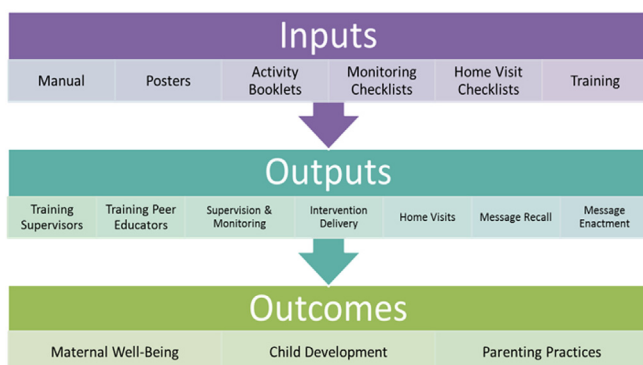 Inputs
Manual
Posters
Activity
Booklets
Monitoring
Checklists
Home Visit
Checklists
Training
Outputs
Training
Supervisors
Training Peer
Educators
Supervision &
Monitoring
Intervention
Delivery
Home Visits
Message Recall
Message
Enactment
Outcomes
Maternal Well-Being
Child Development
Parenting Practices